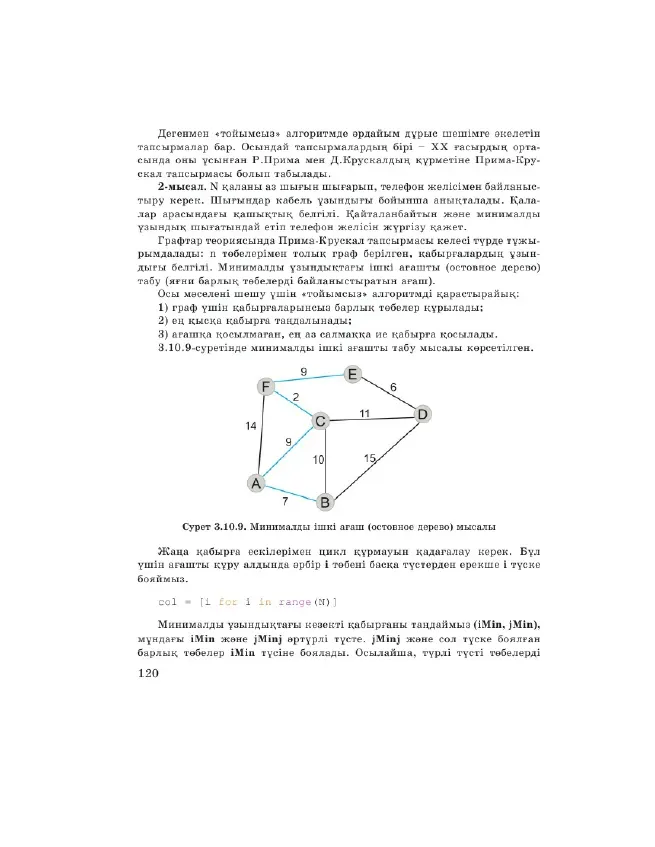 Дегенмен «тойымсыз» алгоритмде әрдайым дұрыс шешімге әкелетін
тапсырмалар бар. Осындай тапсырмалардың бірі – ХХ ғасырдың орта-
сында оны ұсынған Р.Прима мен Д.Крускалдың құрметіне Прима-Кру-
скал тапсырмасы болып табылады.
2-мысал. N қаланы аз шығын шығарып, телефон желісімен байланыс-
тыру керек. Шығындар кабель ұзындығы бойынша анықталады. Қала-
лар арасындағы қашықтық белгілі. Қайталанбайтын және минималды
ұзындық шығатындай етіп телефон желісін жүргізу қажет.
Графтар теориясында Прима-Крускал тапсырмасы келесі түрде тұжы-
рымдалады: n төбелерімен толық граф берілген, қабырғалардың ұзын-
дығы белгілі. Минималды ұзындықтағы ішкі ағашты (остовное дерево)
табу (яғни барлық төбелерді байланыстыратын ағаш).
Осы мәселені шешу үшін «тойымсыз» алгоритмді қарастырайық:
1) граф үшін қабырғаларынсыз барлық төбелер құрылады;
2) ең қысқа қабырға таңдалынады;
3) ағашқа қосылмаған, ең аз салмаққа ие қабырға қосылады.
3.10.9-суретінде минималды ішкі ағашты табу мысалы көрсетілген.
9
E
F
6
2
C
11
D
14
9
10
15
A
7
B
Сурет 3.10.9. Минималды ішкі ағаш (остовное дерево) мысалы
Жаңа қабырға ескілерімен цикл құрмауын қадағалау керек. Бұл
үшін ағашты құру алдында әрбір i төбені басқа түстерден ерекше i түске
бояймыз.
col = [i for i in range(N)]
Минималды ұзындықтағы кезекті қабырғаны таңдаймыз (iMin, jMin),
мұндағы iMin және jMinj әртүрлі түсте. jMinj және сол түске боялған
барлық төбелер iMin түсіне боялады. Осылайша, түрлі түсті төбелерді
120